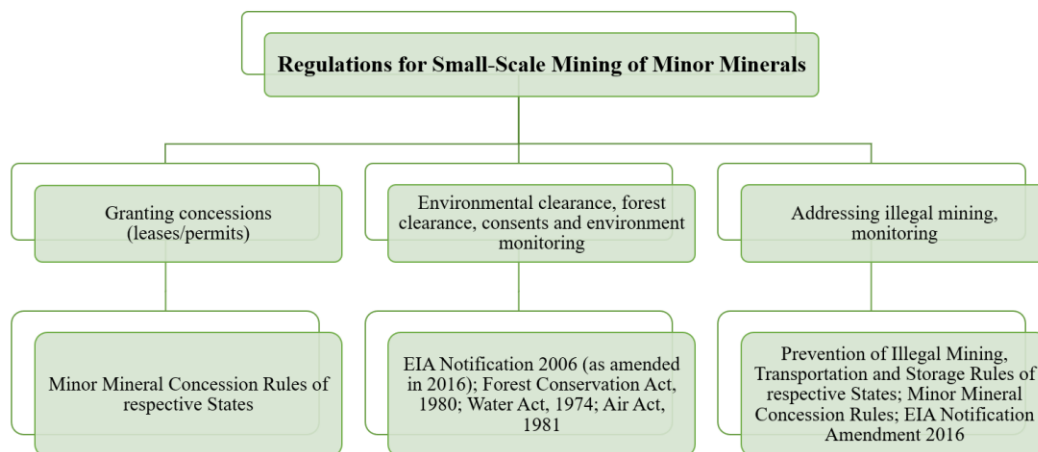 Regulations for Small-Scale Mining of Minor Minerals
Granting concessions
(leases/permits)
Environmental clearance, forest
clearance, consents and environment
monitoring
Addressing illegal mining,
monitoring
Minor Mineral Concession Rules of
respective States
EIA Notification 2006 (as amended
in 2016); Forest Conservation Act,
1980; Water Act, 1974; Air Act,
1981
Prevention of Illegal Mining,
Transportation and Storage Rules of
respective States; Minor Mineral
Concession Rules; EIA Notification
Amendment 2016